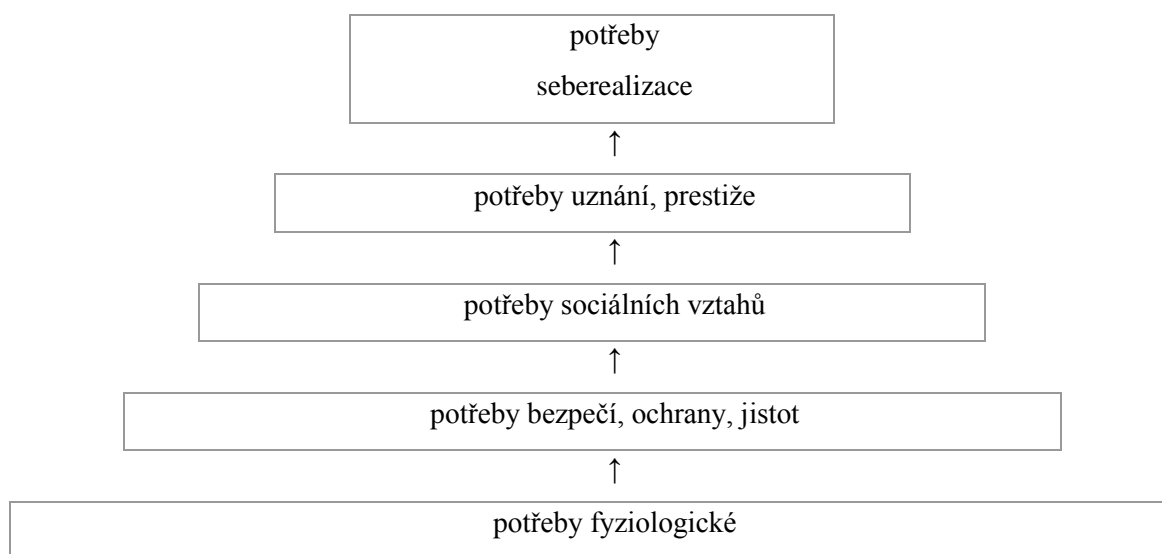 potřeby
seberealizace
↑
potřeby uznání, prestiže
↑
potřeby sociálních vztahů
↑
potřeby bezpečí, ochrany, jistot
↑
potřeby fyziologické